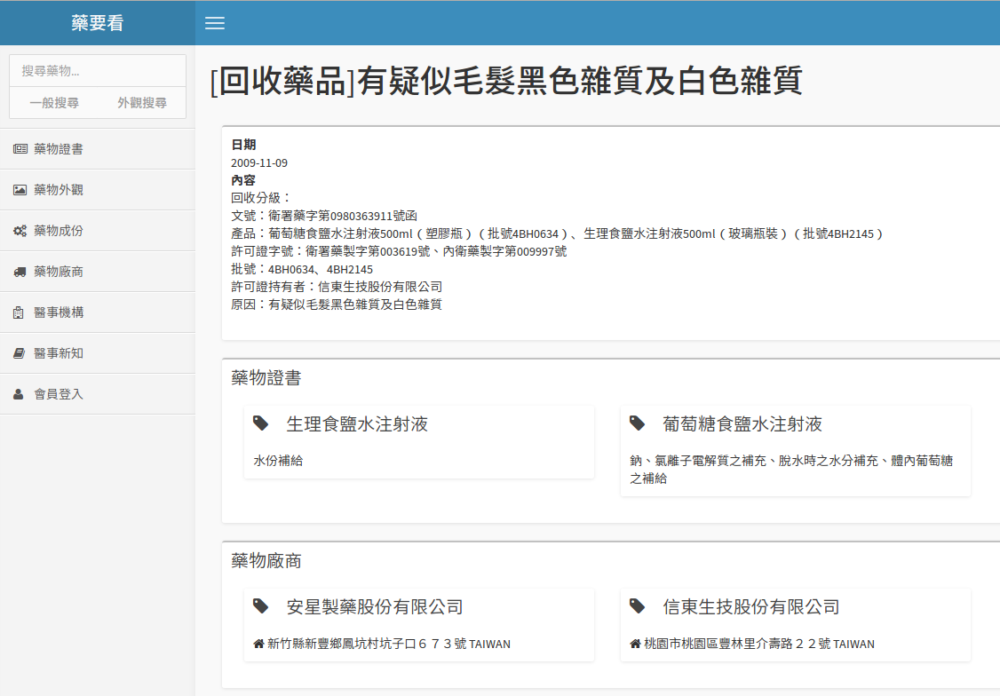 藥要看
搜尋藥物...
一般搜尋 外觀搜尋
藥物證書
藥物外觀
藥物成份
藥物廠商
醫事機構
醫事新知
會員登入
[回收藥品]有疑似毛髮黑色雜質及白色雜質
日期
2009-11-09
內容
回收分級：
文號：衛署藥字第0980363911號函
產品：葡萄糖食鹽水注射液500ml（塑膠瓶）（批號4BH0634）、生理食鹽水注射液500ml（玻璃瓶裝）（批號4BH2145）
許可證字號：衛署藥製字第003619號、內衛藥製字第009997號
批號：4BH0634、4BH2145
許可證持有者：信東生技股份有限公司
原因：有疑似毛髮黑色雜質及白色雜質
藥物證書
生理食鹽水注射液
水份補給
葡萄糖食鹽水注射液
鈉、氯離子電解質之補充、脫水時之水分補充、體內葡萄糖
之補給
藥物廠商
安星製藥股份有限公司
新竹縣新豐鄉鳳坑村坑子口６７３號 TAIWAN
信東生技股份有限公司
桃園市桃園區豐林里介壽路２２號 TAIWAN